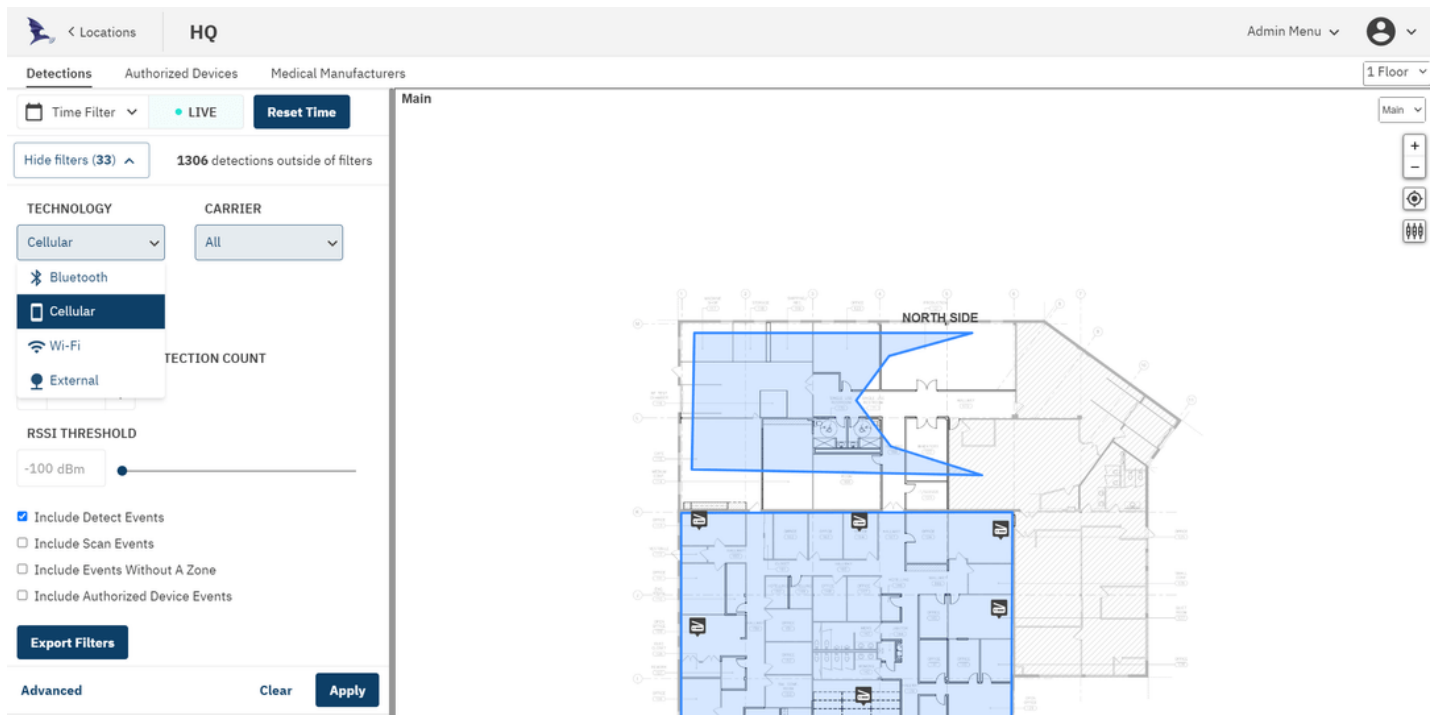 Locations
HQ
Admin Menu
Detections
Authorized Devices
Medical Manufacturers
1 Floor
Time Filter
LIVE
Reset Time
Main
Main
Hide filters (33)
1306 detections outside of filters
+
−
TECHNOLOGY
CARRIER
Cellular
All
Bluetooth
Cellular
Wi-Fi
External
TECTION COUNT
RSSI THRESHOLD
-100 dBm
Include Detect Events
Include Scan Events
Include Events Without A Zone
Include Authorized Device Events
Export Filters
Advanced
Clear
Apply
NORTH SIDE